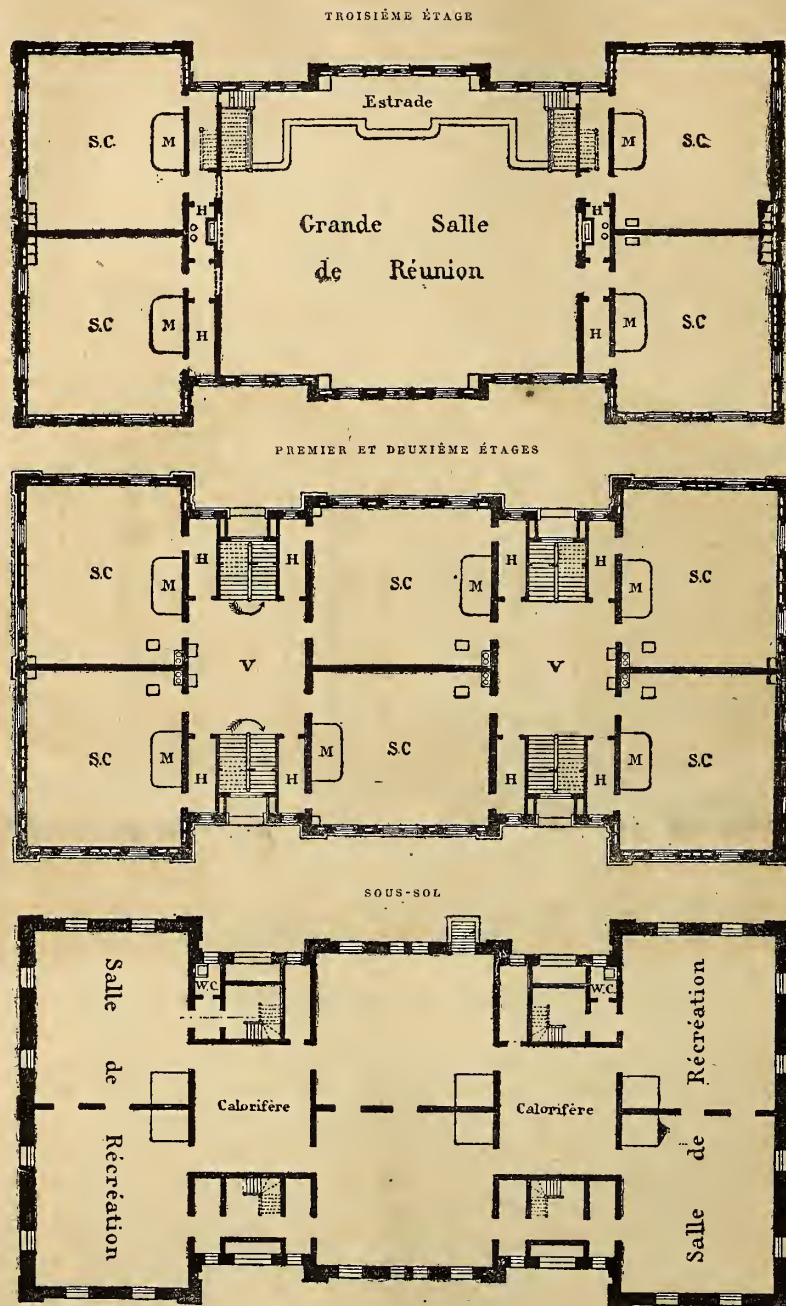 TROISIÉME ÉTAGE
Estrade
S.C. M M S.C.
H H
Grande Salle
de Réunion
S.C M H H M S.C
PREMIER ET DEUXIÈME ÉTAGES
S.C M H H M S.C H H M S.C
V V
S.C M H H M S.C H H M S.C
SOUS-SOL
W.C. W.C.
Salle de Récréation
Calorifère Calorifère
Salle de Récréation